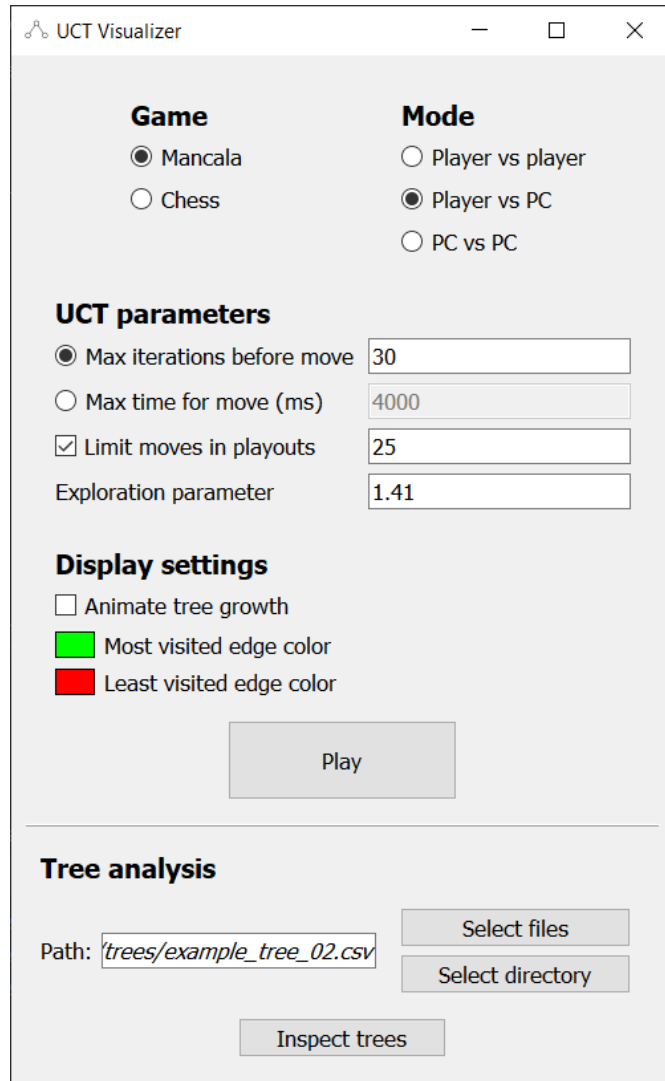 UCT Visualizer
Game
Mancala
Chess
Mode
Player vs player
Player vs PC
PC vs PC
UCT parameters
Max iterations before move 30
Max time for move (ms) 4000
Limit moves in playouts 25
Exploration parameter 1.41
Display settings
Animate tree growth
Most visited edge color
Least visited edge color
Play
Tree analysis
Path: /trees/example_tree_02.csv
Select files
Select directory
Inspect trees